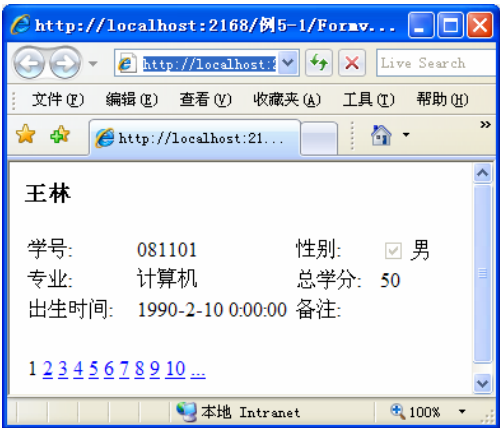 http://localhost:2168/例5-1/Formv...
http://localhost:2 Live Search
文件(F) 编辑(E) 查看(V) 收藏夹(A) 工具(T) 帮助(H)
http://localhost:21... »
王林
学号: 081101 性别: 男
专业: 计算机 总学分: 50
出生时间: 1990-2-10 0:00:00 备注:
1 2 3 4 5 6 7 8 9 10 ...
本地 Intranet 100%